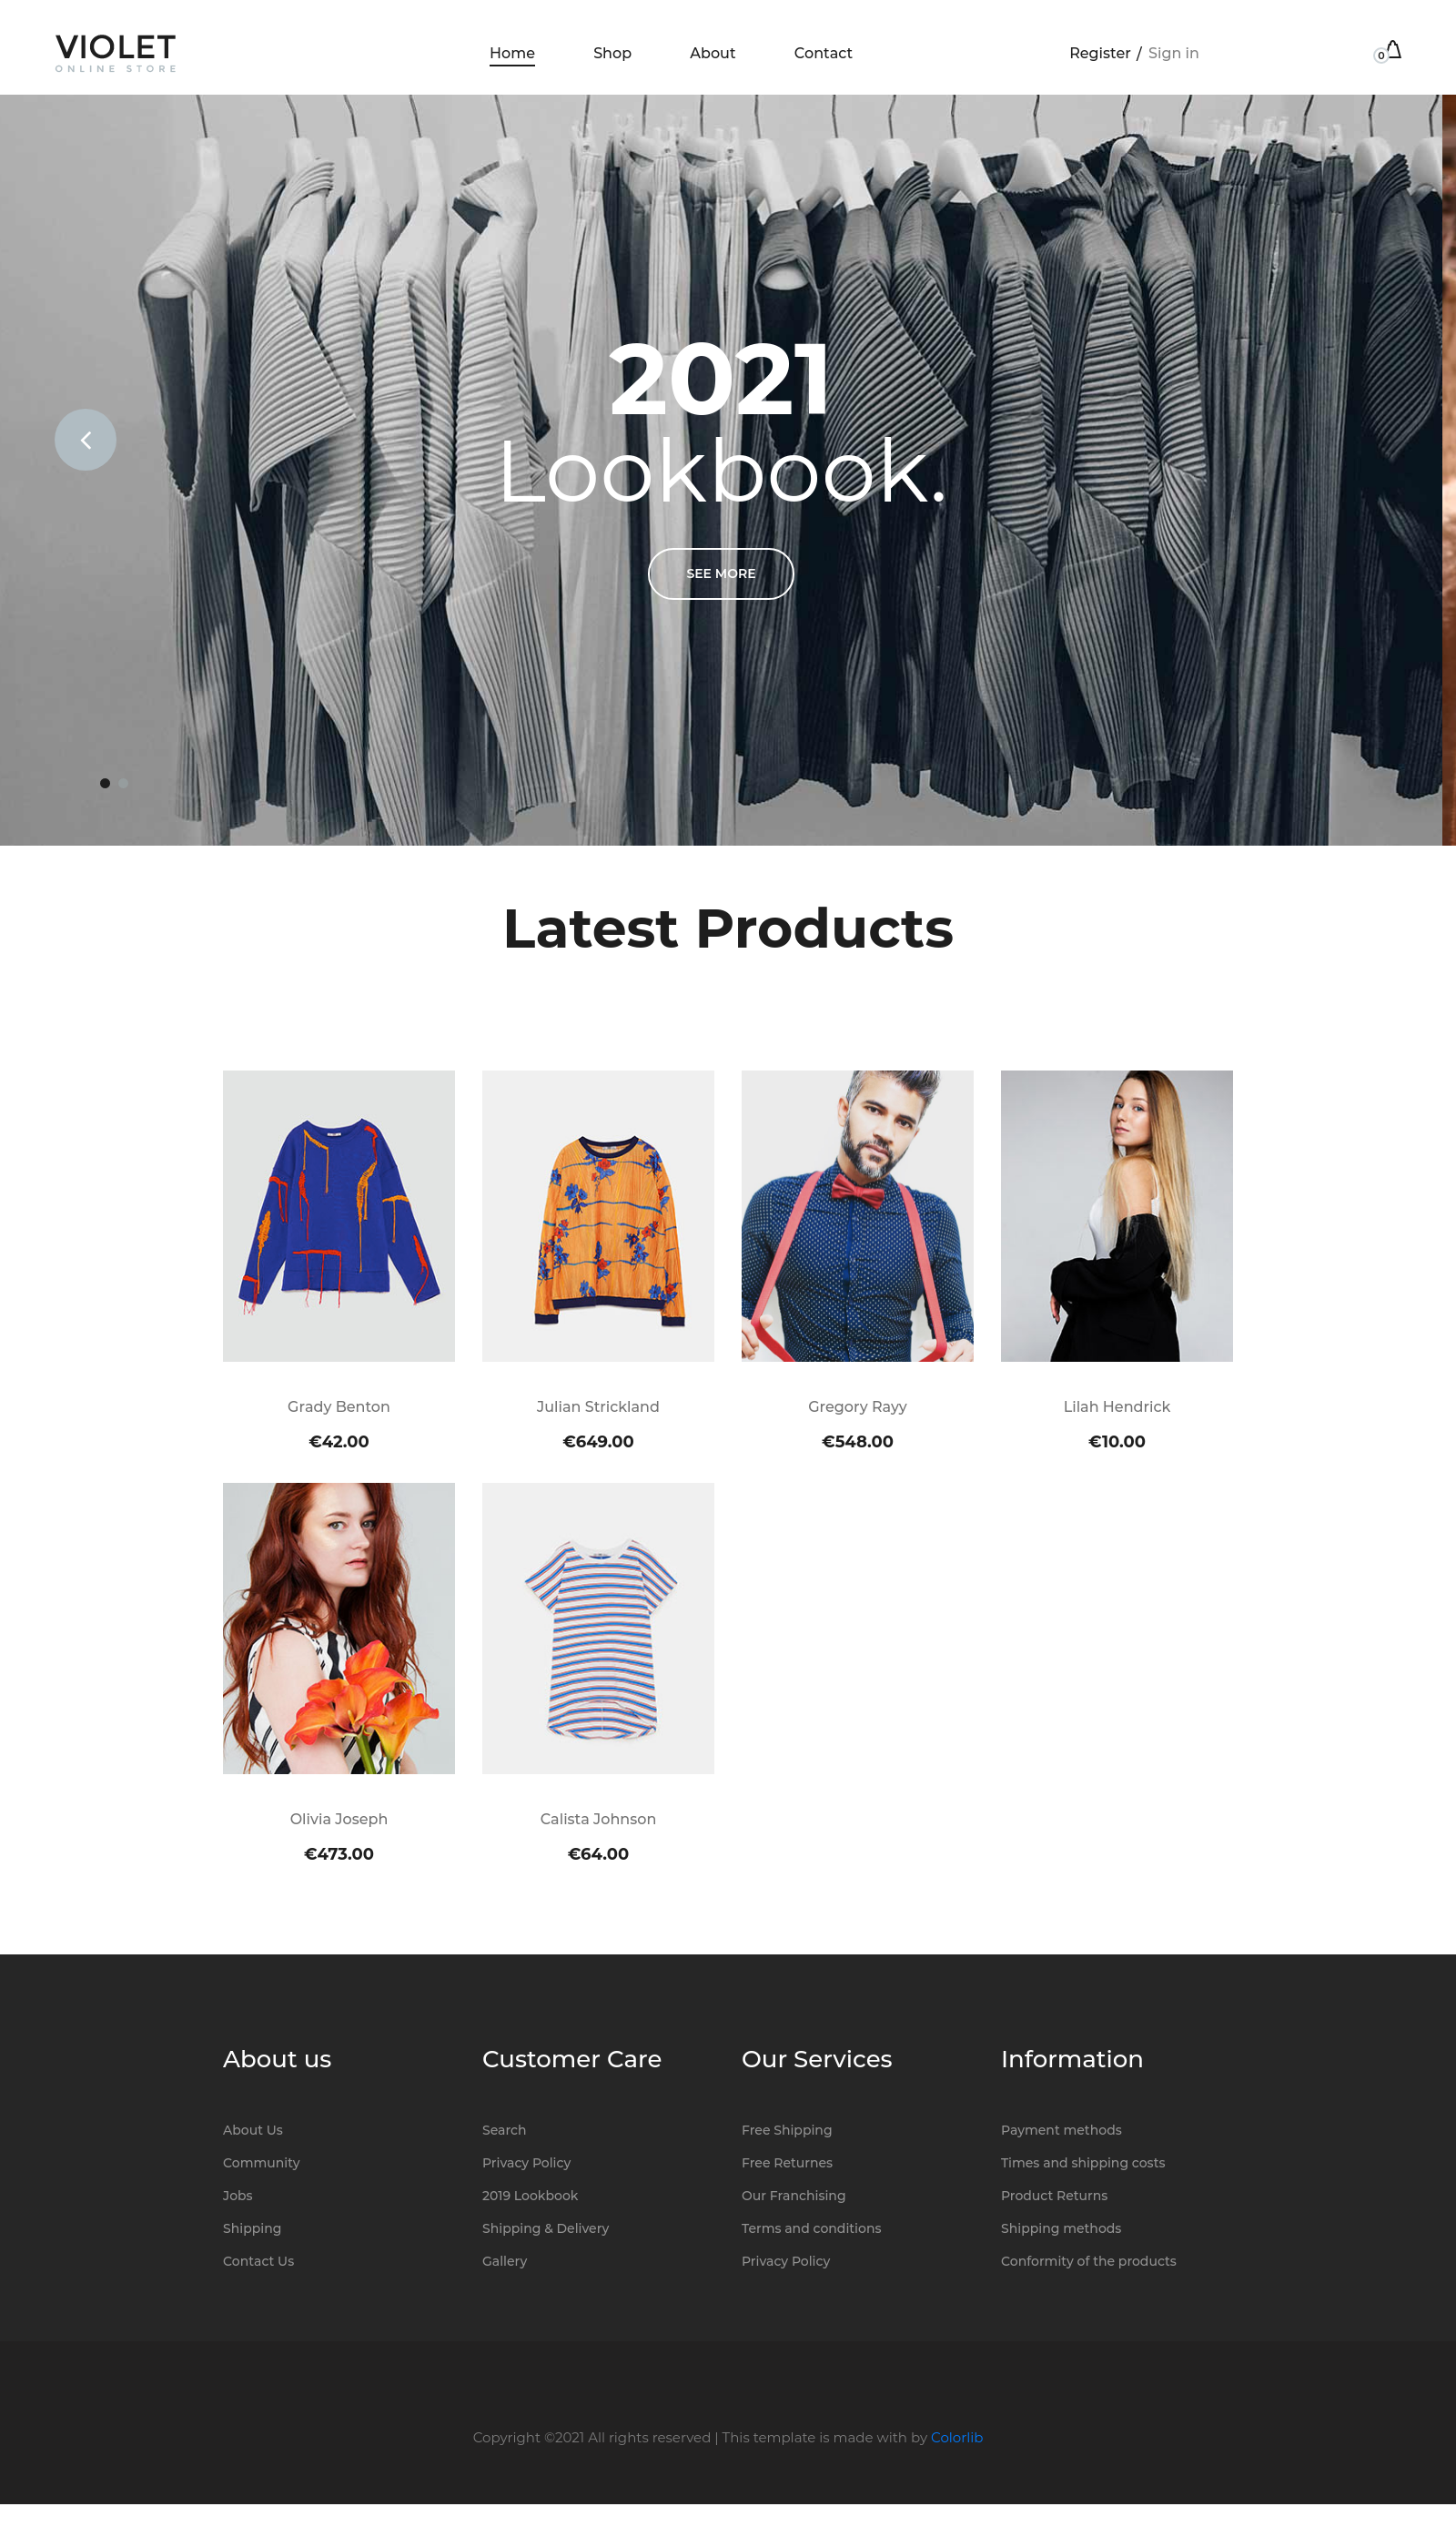 VIOLET
ONLINE STORE
Home Shop About Contact Register / Sign in
0
2021
Lookbook.
SEE MORE
Latest Products
Grady Benton Julian Strickland Gregory Rayy Lilah Hendrick
€42.00 €649.00 €548.00 €10.00
Olivia Joseph Calista Johnson
€473.00 €64.00
About us Customer Care Our Services Information
About Us Search Free Shipping Payment methods
Community Privacy Policy Free Returnes Times and shipping costs
Jobs 2019 Lookbook Our Franchising Product Returns
Shipping Shipping & Delivery Terms and conditions Shipping methods
Contact Us Gallery Privacy Policy Conformity of the products
Copyright ©2021 All rights reserved | This template is made with by Colorlib